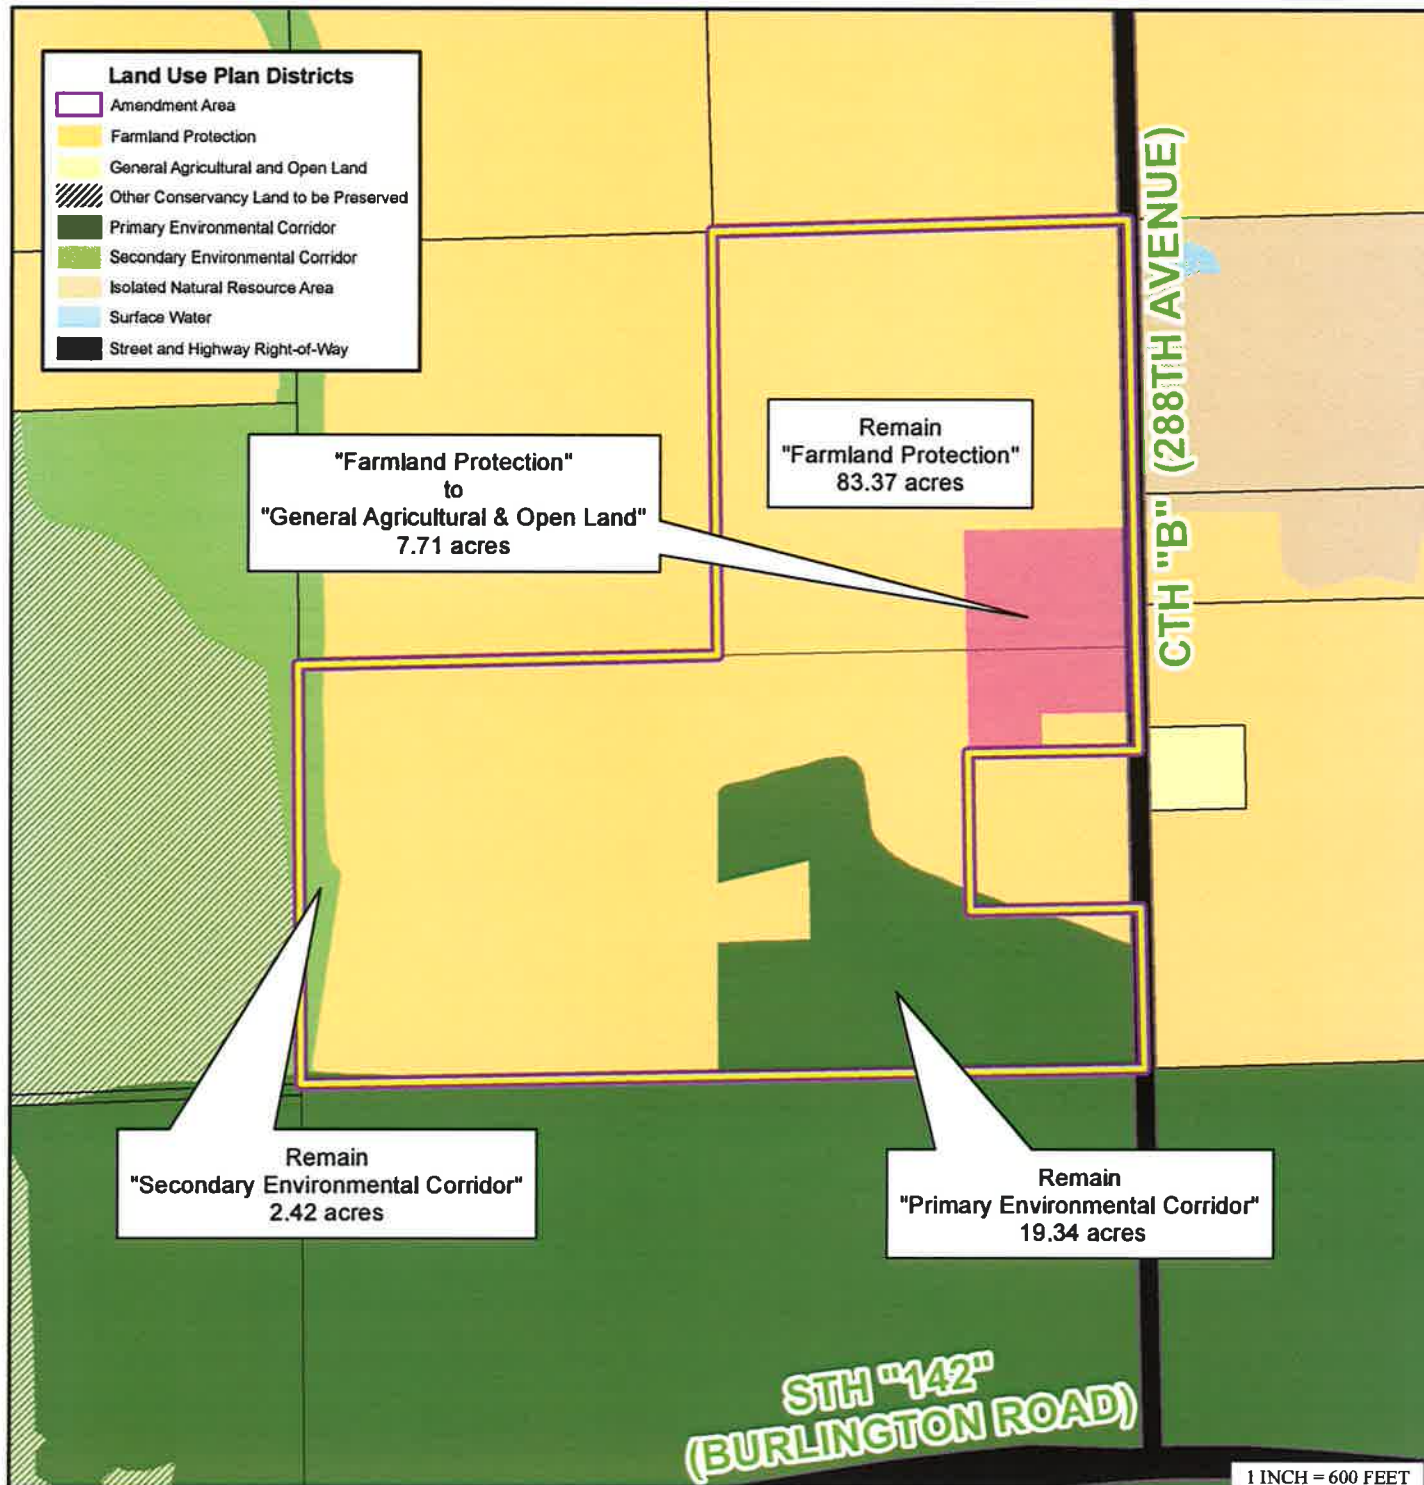 Land Use Plan Districts
Amendment Area
Farmland Protection
General Agricultural and Open Land
Other Conservancy Land to be Preserved
Primary Environmental Corridor
Secondary Environmental Corridor
Isolated Natural Resource Area
Surface Water
Street and Highway Right-of-Way
CTH "B" (288TH AVENUE)
Remain
"Farmland Protection"
83.37 acres
"Farmland Protection"
to
"General Agricultural & Open Land"
7.71 acres
Remain
"Secondary Environmental Corridor"
2.42 acres
Remain
"Primary Environmental Corridor"
19.34 acres
STH "142"
(BURLINGTON ROAD)
1 INCH = 600 FEET